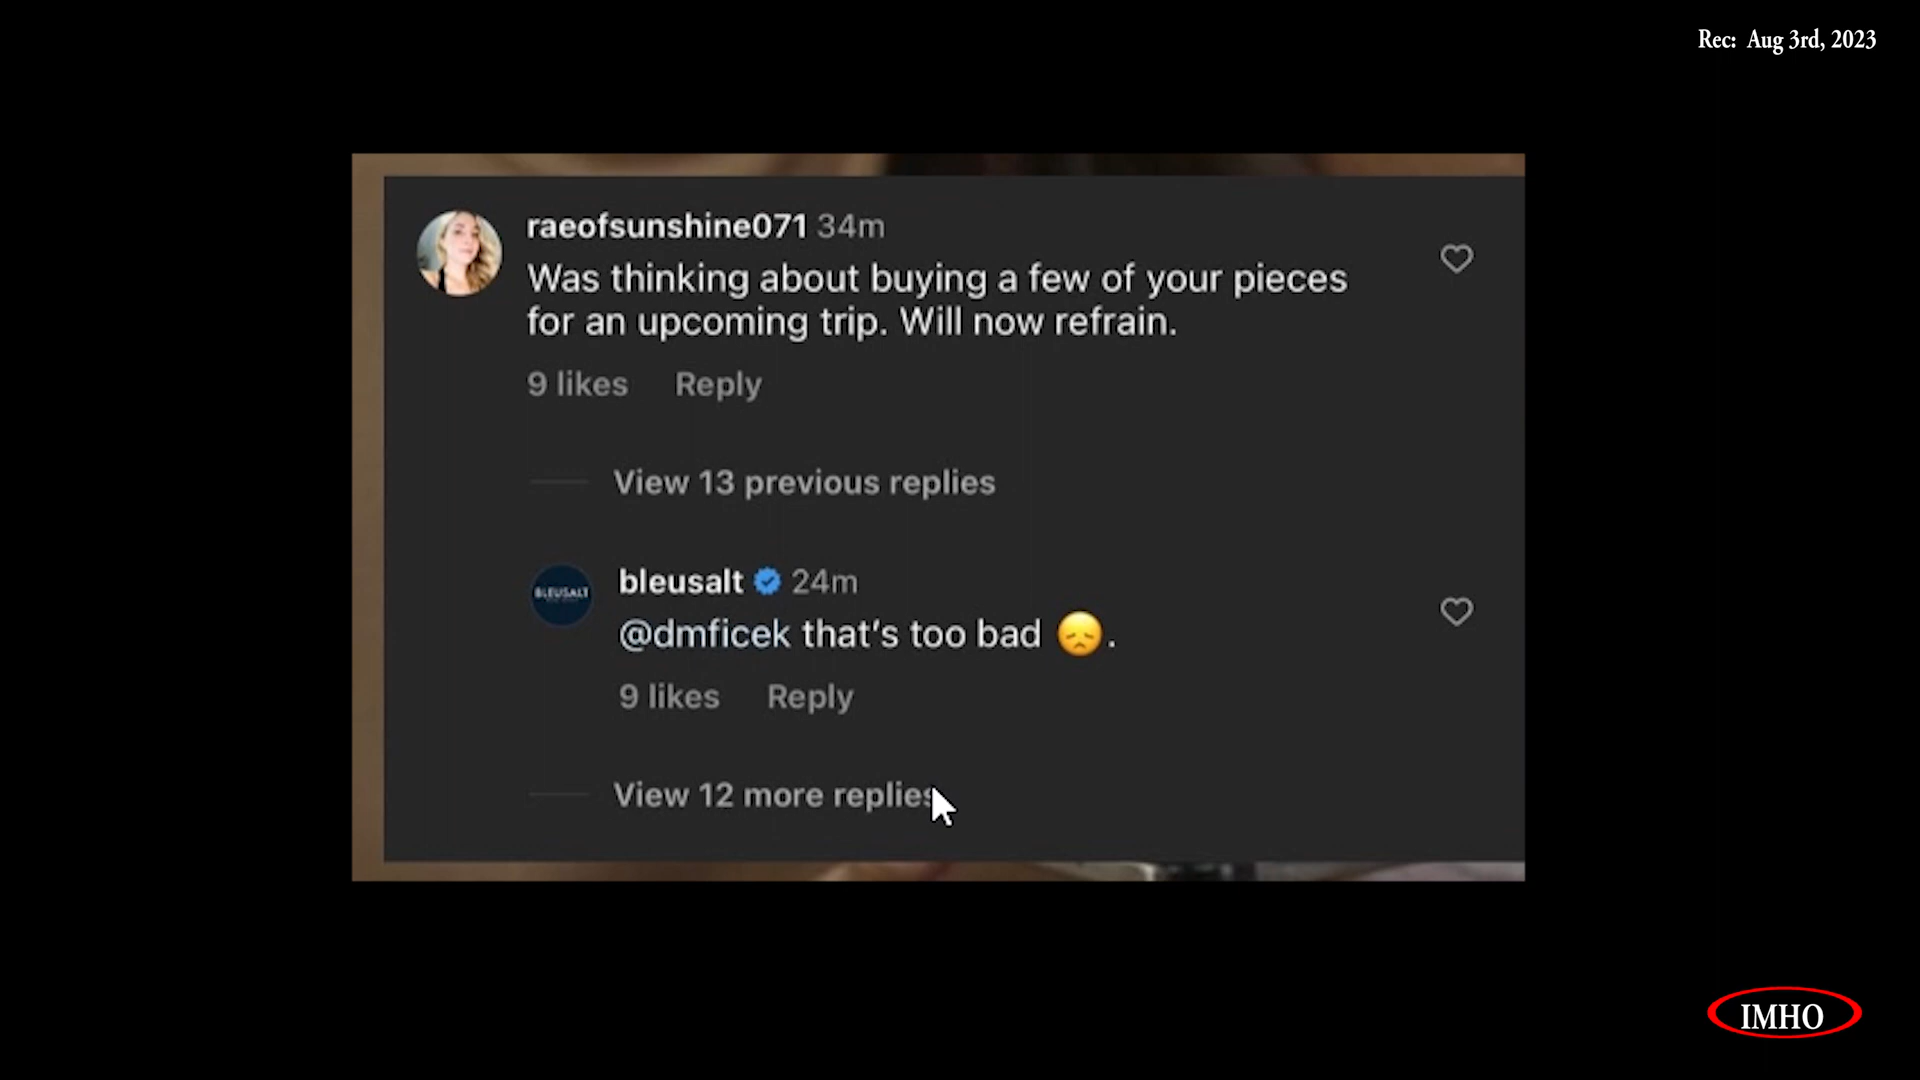 Rec: Aug 3rd, 2023
raeofsunshine071 34m
Was thinking about buying a few of your pieces
for an upcoming trip. Will now refrain.
9 likes Reply
View 13 previous replies
BLEUSALT
bleusalt 24m
@dmficek that’s too bad 😞.
9 likes Reply
View 12 more replies
IMHO